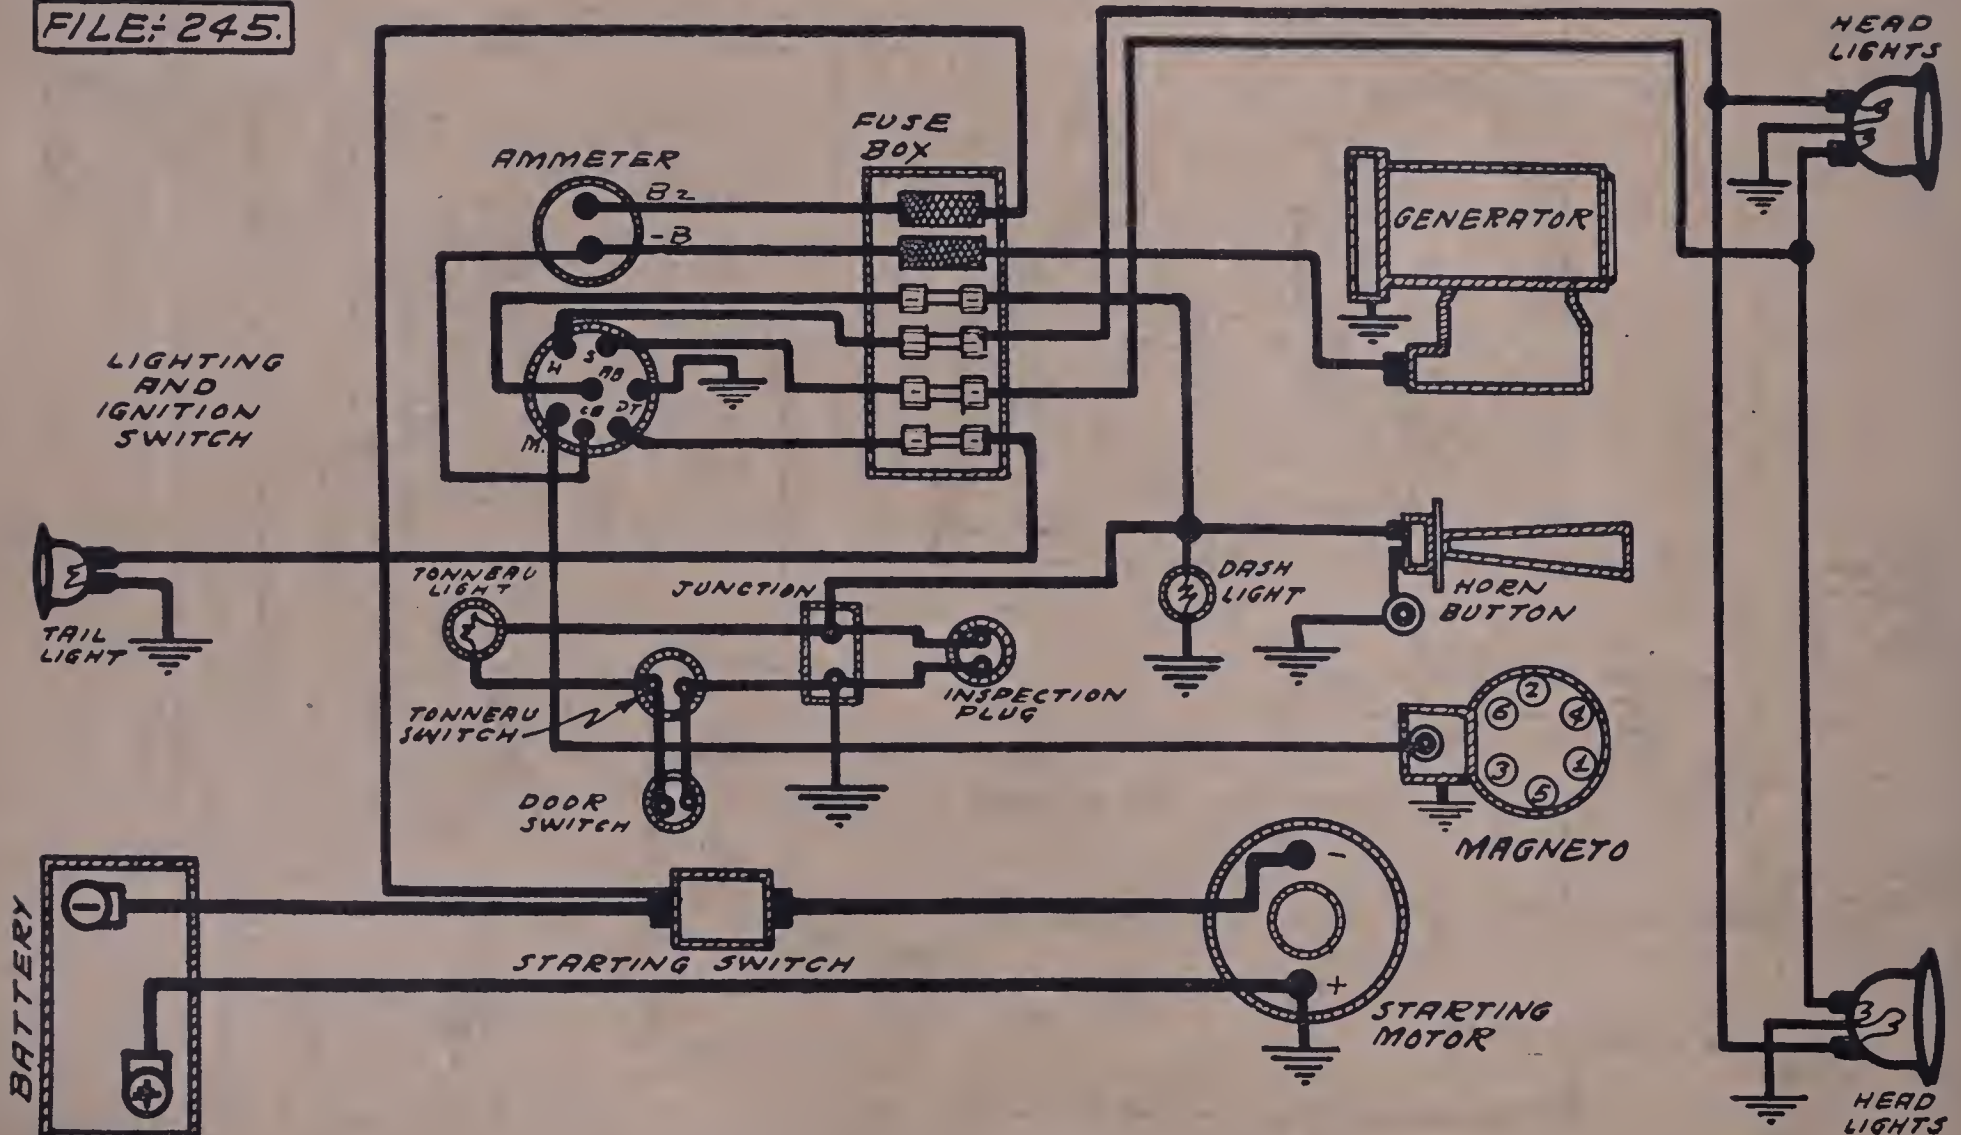 FILE:- 245.
HEAD
LIGHTS
FUSE
BOX
AMMETER
B2
-B
GENERATOR
LIGHTING
AND
IGNITION
SWITCH
H
S
AB
M.
CB
DT
TONNEAU
LIGHT
JUNCTION
DASH
LIGHT
HORN
BUTTON
TAIL
LIGHT
TONNEAU
SWITCH
INSPECTION
PLUG
2
6
4
3
1
5
DOOR
SWITCH
MAGNETO
BATTERY
-
-
STARTING SWITCH
+
+
STARTING
MOTOR
HEAD
LIGHTS